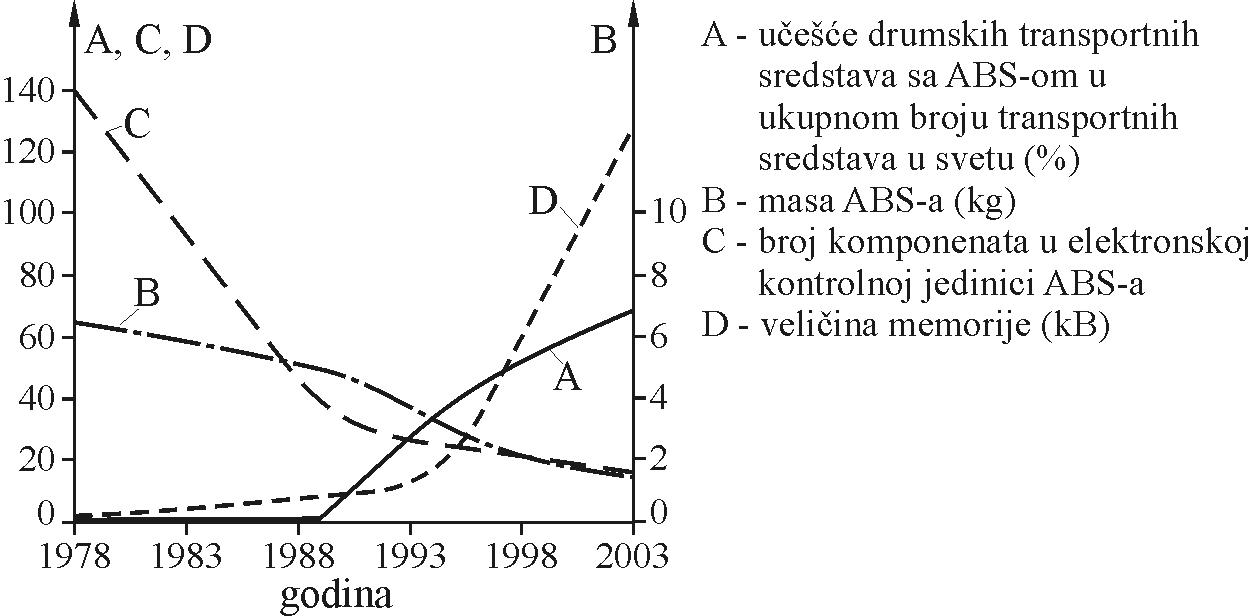 A, C, D
B
140
120
100
80
60
40
20
0
10
8
6
4
2
0
C
B
D
A
1978 1983 1988 1993 1998 2003
godina
A - učešće drumskih transportnih
sredstava sa ABS-om u
ukupnom broju transportnih
sredstava u svetu (%)
B - masa ABS-a (kg)
C - broj komponenata u elektronskoj
kontrolnoj jedinici ABS-a
D - veličina memorije (kB)